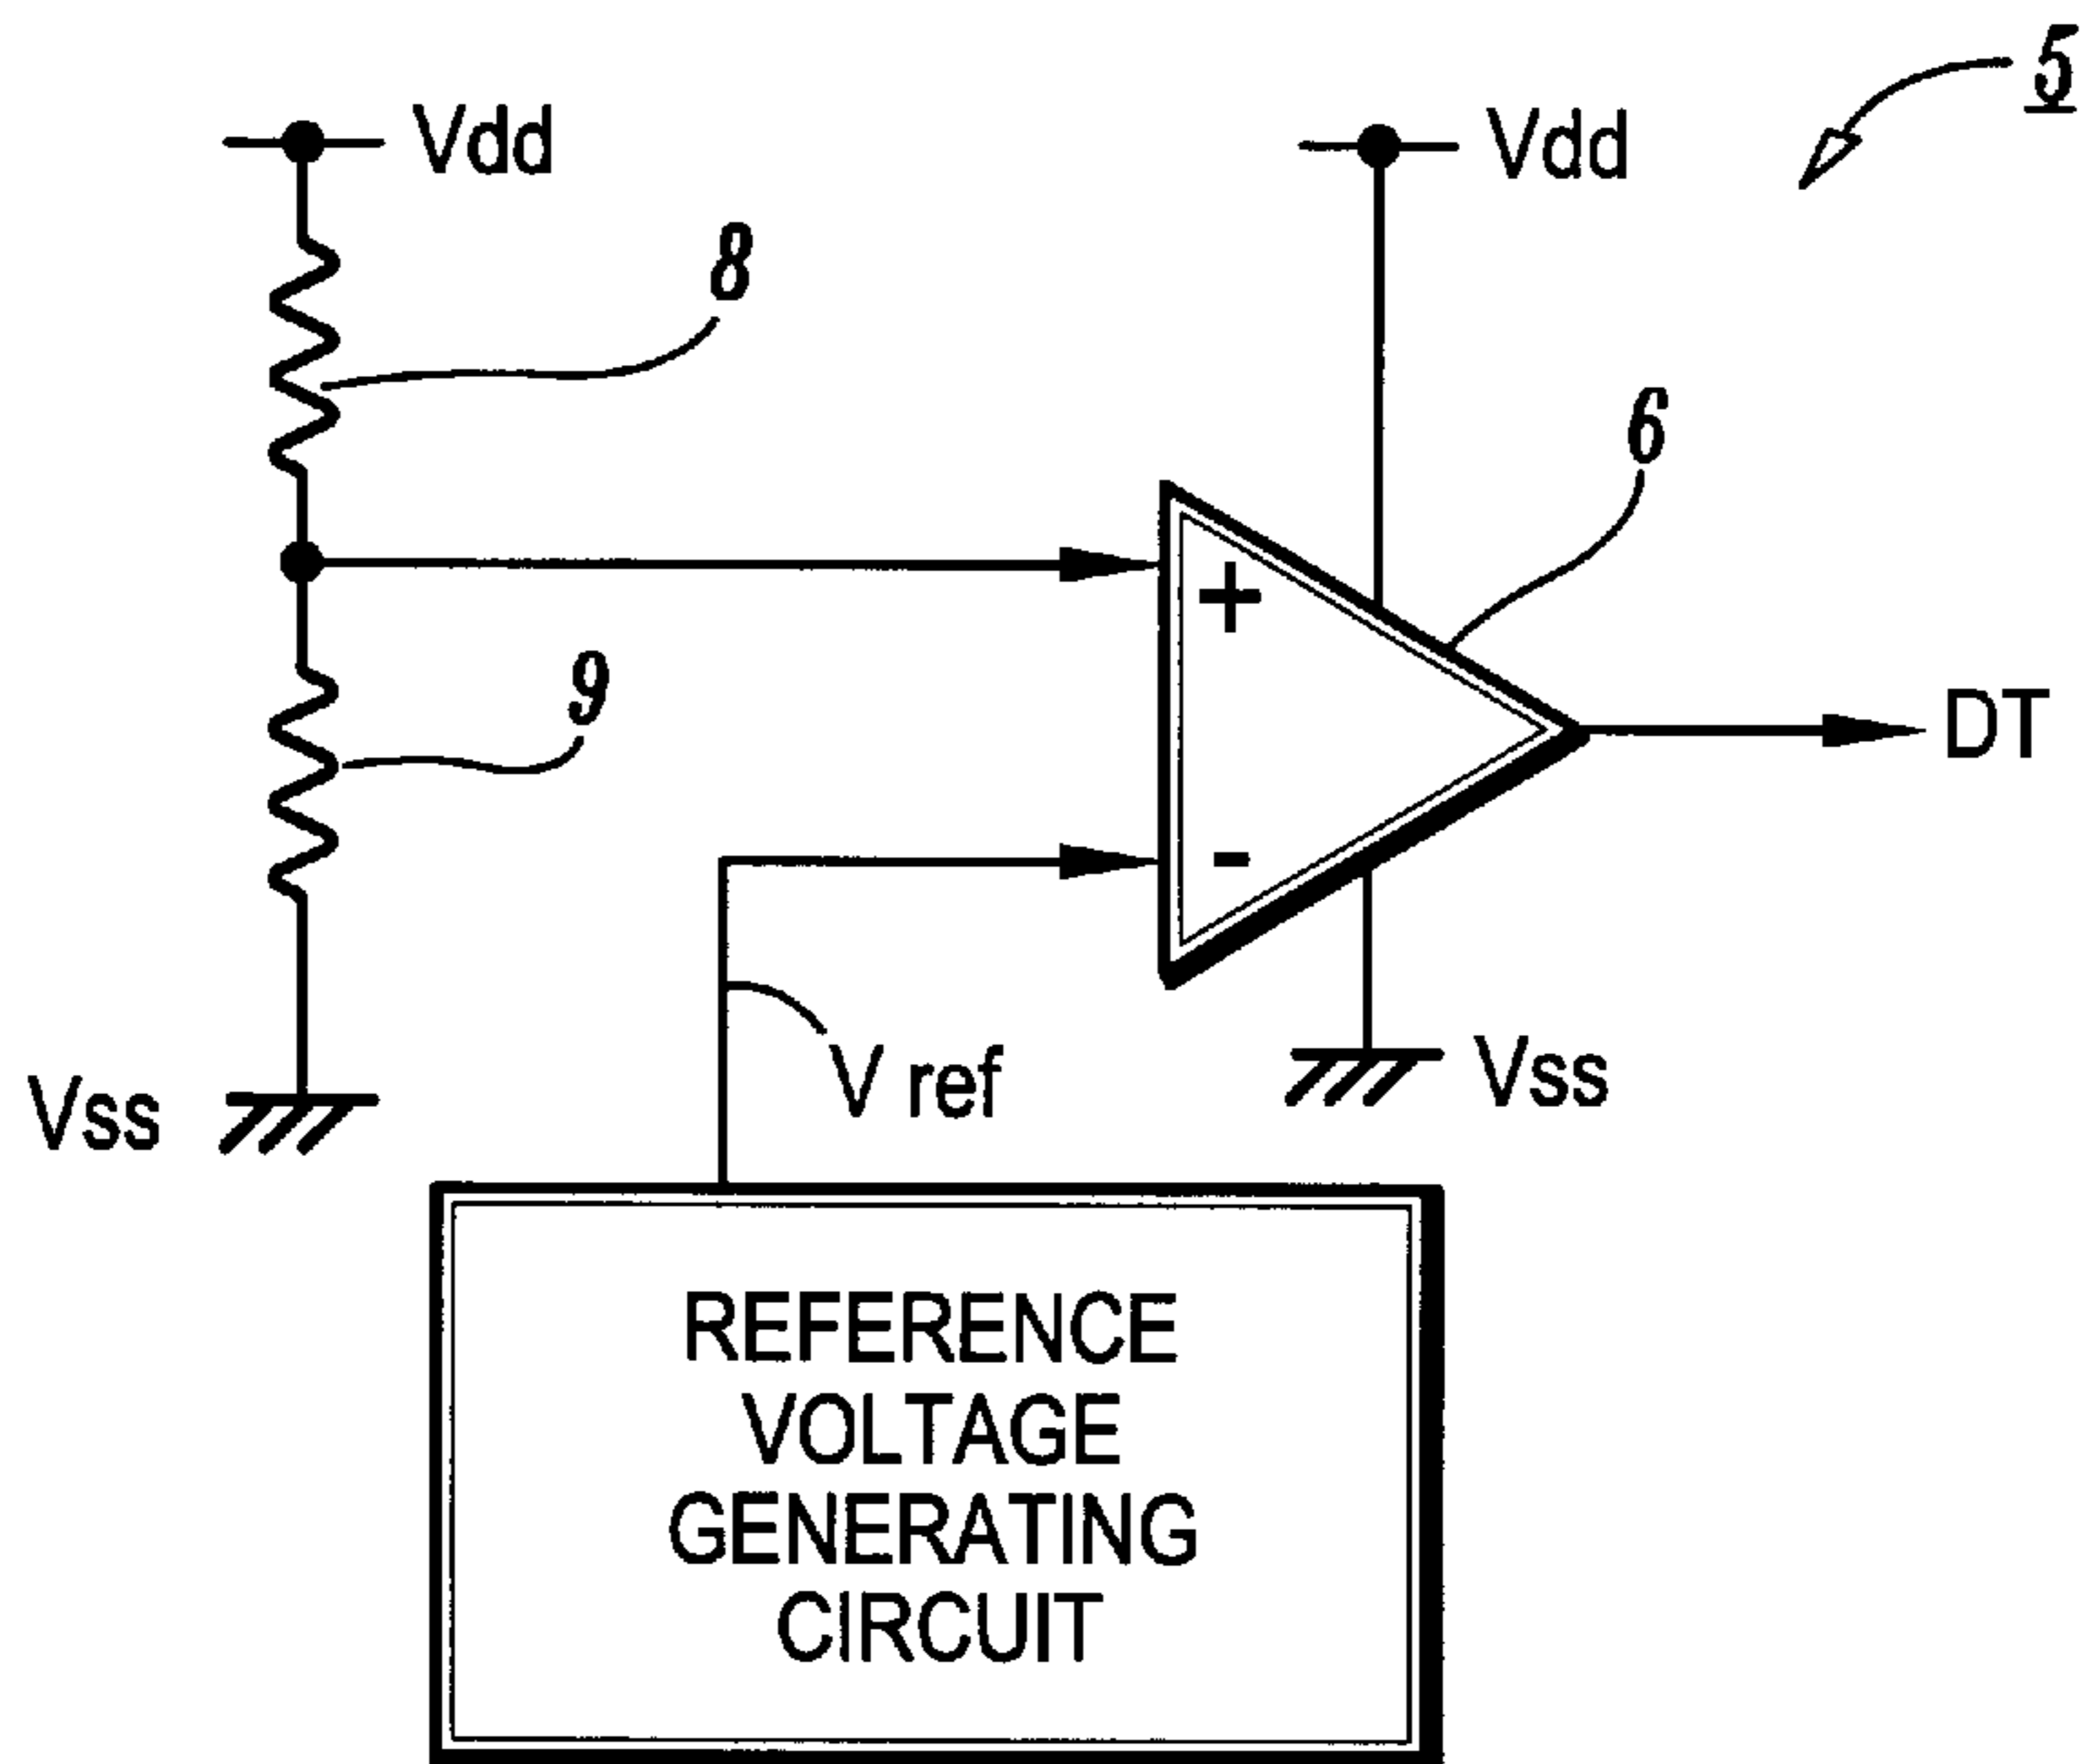 5
Vdd
Vdd
8
6
9
DT
+
-
V ref
Vss
Vss
REFERENCE
VOLTAGE
GENERATING
CIRCUIT